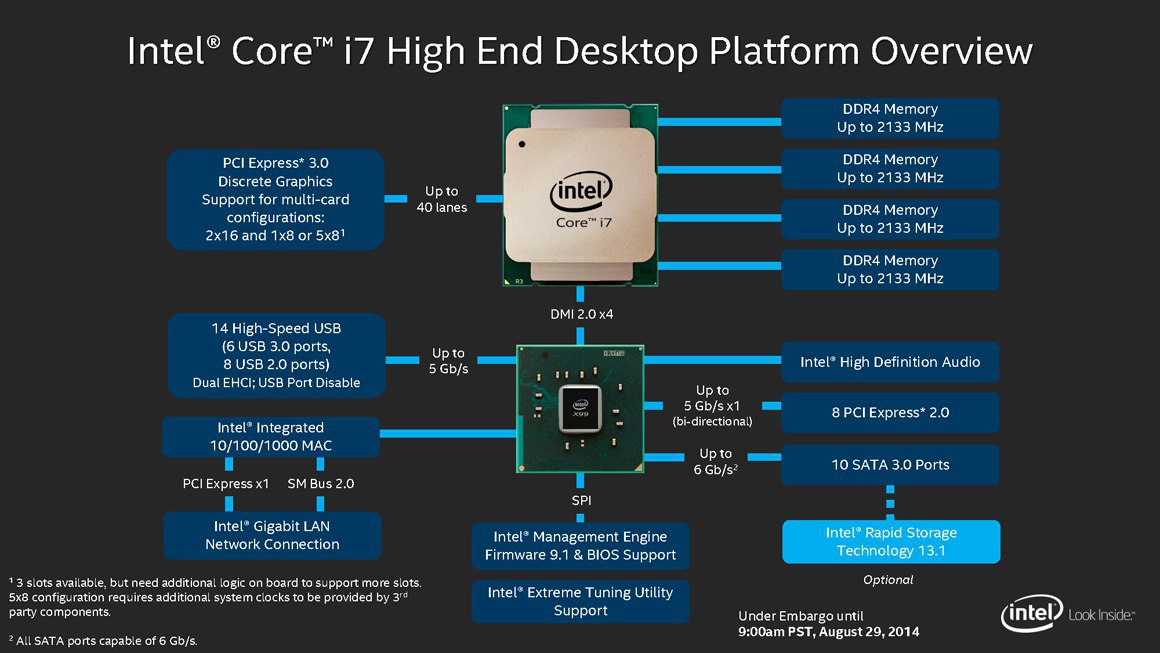 Intel® Core™ i7 High End Desktop Platform Overview
PCI Express* 3.0
Discrete Graphics
Support for multi-card
configurations:
2x16 and 1x8 or 5x8¹
Up to
40 lanes
intel®
Core™ i7
R3
DDR4 Memory
Up to 2133 MHz
DDR4 Memory
Up to 2133 MHz
DDR4 Memory
Up to 2133 MHz
DDR4 Memory
Up to 2133 MHz
DMI 2.0 x4
14 High-Speed USB
(6 USB 3.0 ports,
8 USB 2.0 ports)
Dual EHCI; USB Port Disable
Up to
5 Gb/s
intel
X99
Intel® High Definition Audio
Up to
5 Gb/s x1
(bi-directional)
8 PCI Express* 2.0
Intel® Integrated
10/100/1000 MAC
Up to
6 Gb/s²
10 SATA 3.0 Ports
PCI Express x1
SM Bus 2.0
SPI
Intel® Gigabit LAN
Network Connection
Intel® Management Engine
Firmware 9.1 & BIOS Support
Intel® Rapid Storage
Technology 13.1
Optional
Intel® Extreme Tuning Utility
Support
¹ 3 slots available, but need additional logic on board to support more slots.
5x8 configuration requires additional system clocks to be provided by 3rd
party components.
² All SATA ports capable of 6 Gb/s.
Under Embargo until
9:00am PST, August 29, 2014
intel® Look Inside.™